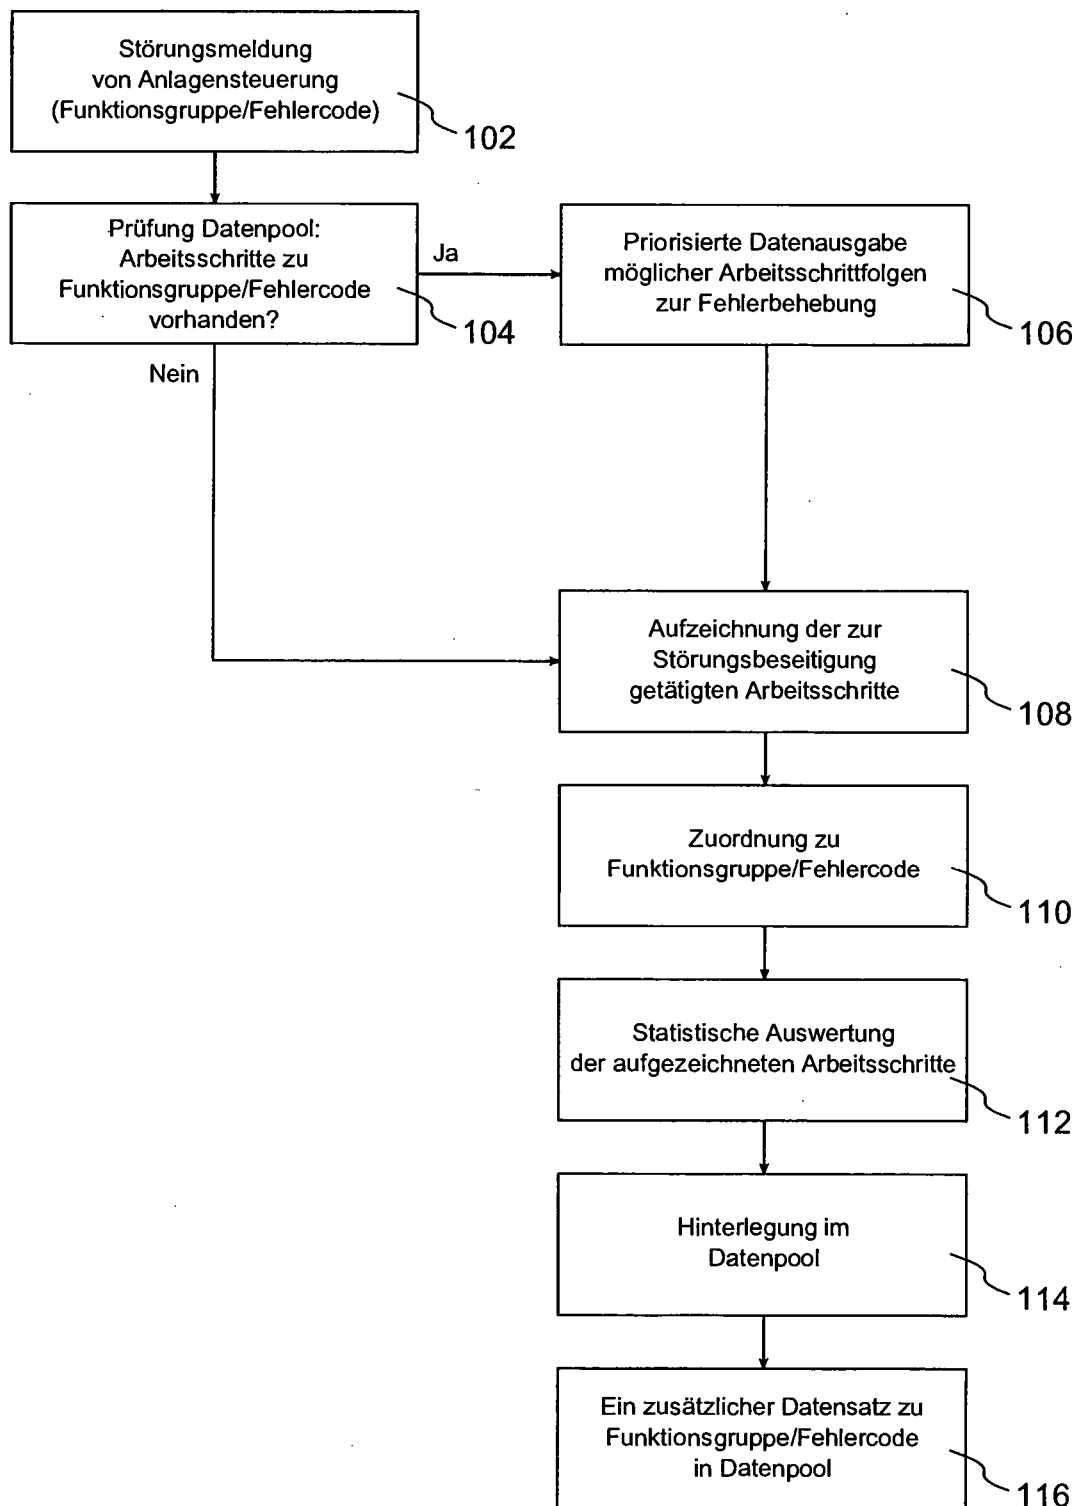 Störungsmeldung
von Anlagensteuerung
(Funktionsgruppe/Fehlercode)
102
Prüfung Datenpool:
Arbeitsschritte zu
Funktionsgruppe/Fehlercode
vorhanden?
104
Ja
Nein
Priorisierte Datenausgabe
möglicher Arbeitsschrittfolgen
zur Fehlerbehebung
106
Aufzeichnung der zur
Störungsbeseitigung
getätigten Arbeitsschritte
108
Zuordnung zu
Funktionsgruppe/Fehlercode
110
Statistische Auswertung
der aufgezeichneten Arbeitsschritte
112
Hinterlegung im
Datenpool
114
Ein zusätzlicher Datensatz zu
Funktionsgruppe/Fehlercode
in Datenpool
116